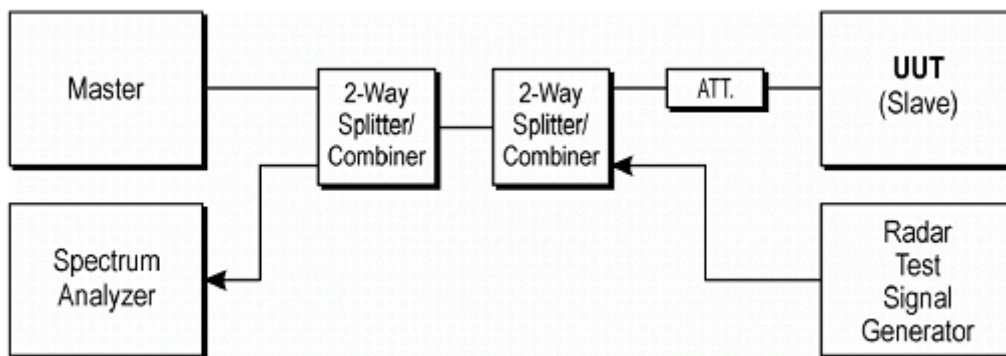 Master
2-Way
Splitter/
Combiner
2-Way
Splitter/
Combiner
ATT.
UUT
(Slave)
Spectrum
Analyzer
Radar
Test
Signal
Generator